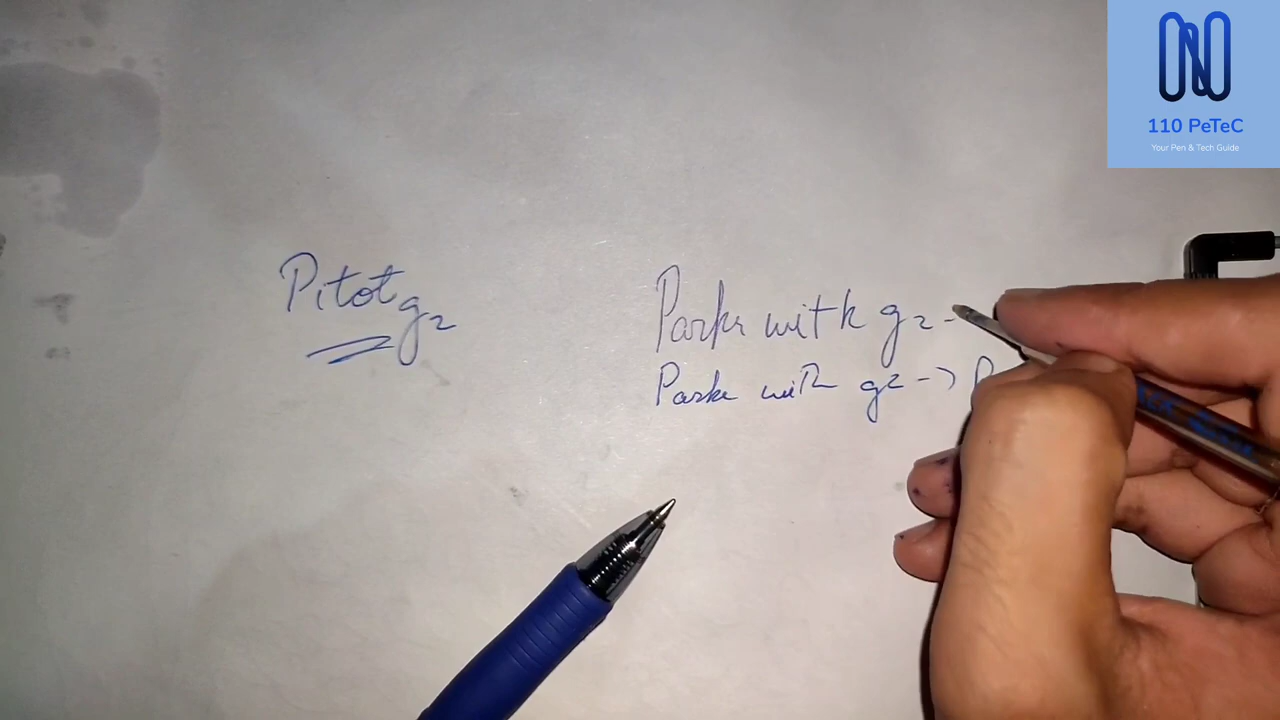 110 PeTeC
Your Pen & Tech Guide
Pitot g2
Parker with g2 -
Parker with g2 -> P